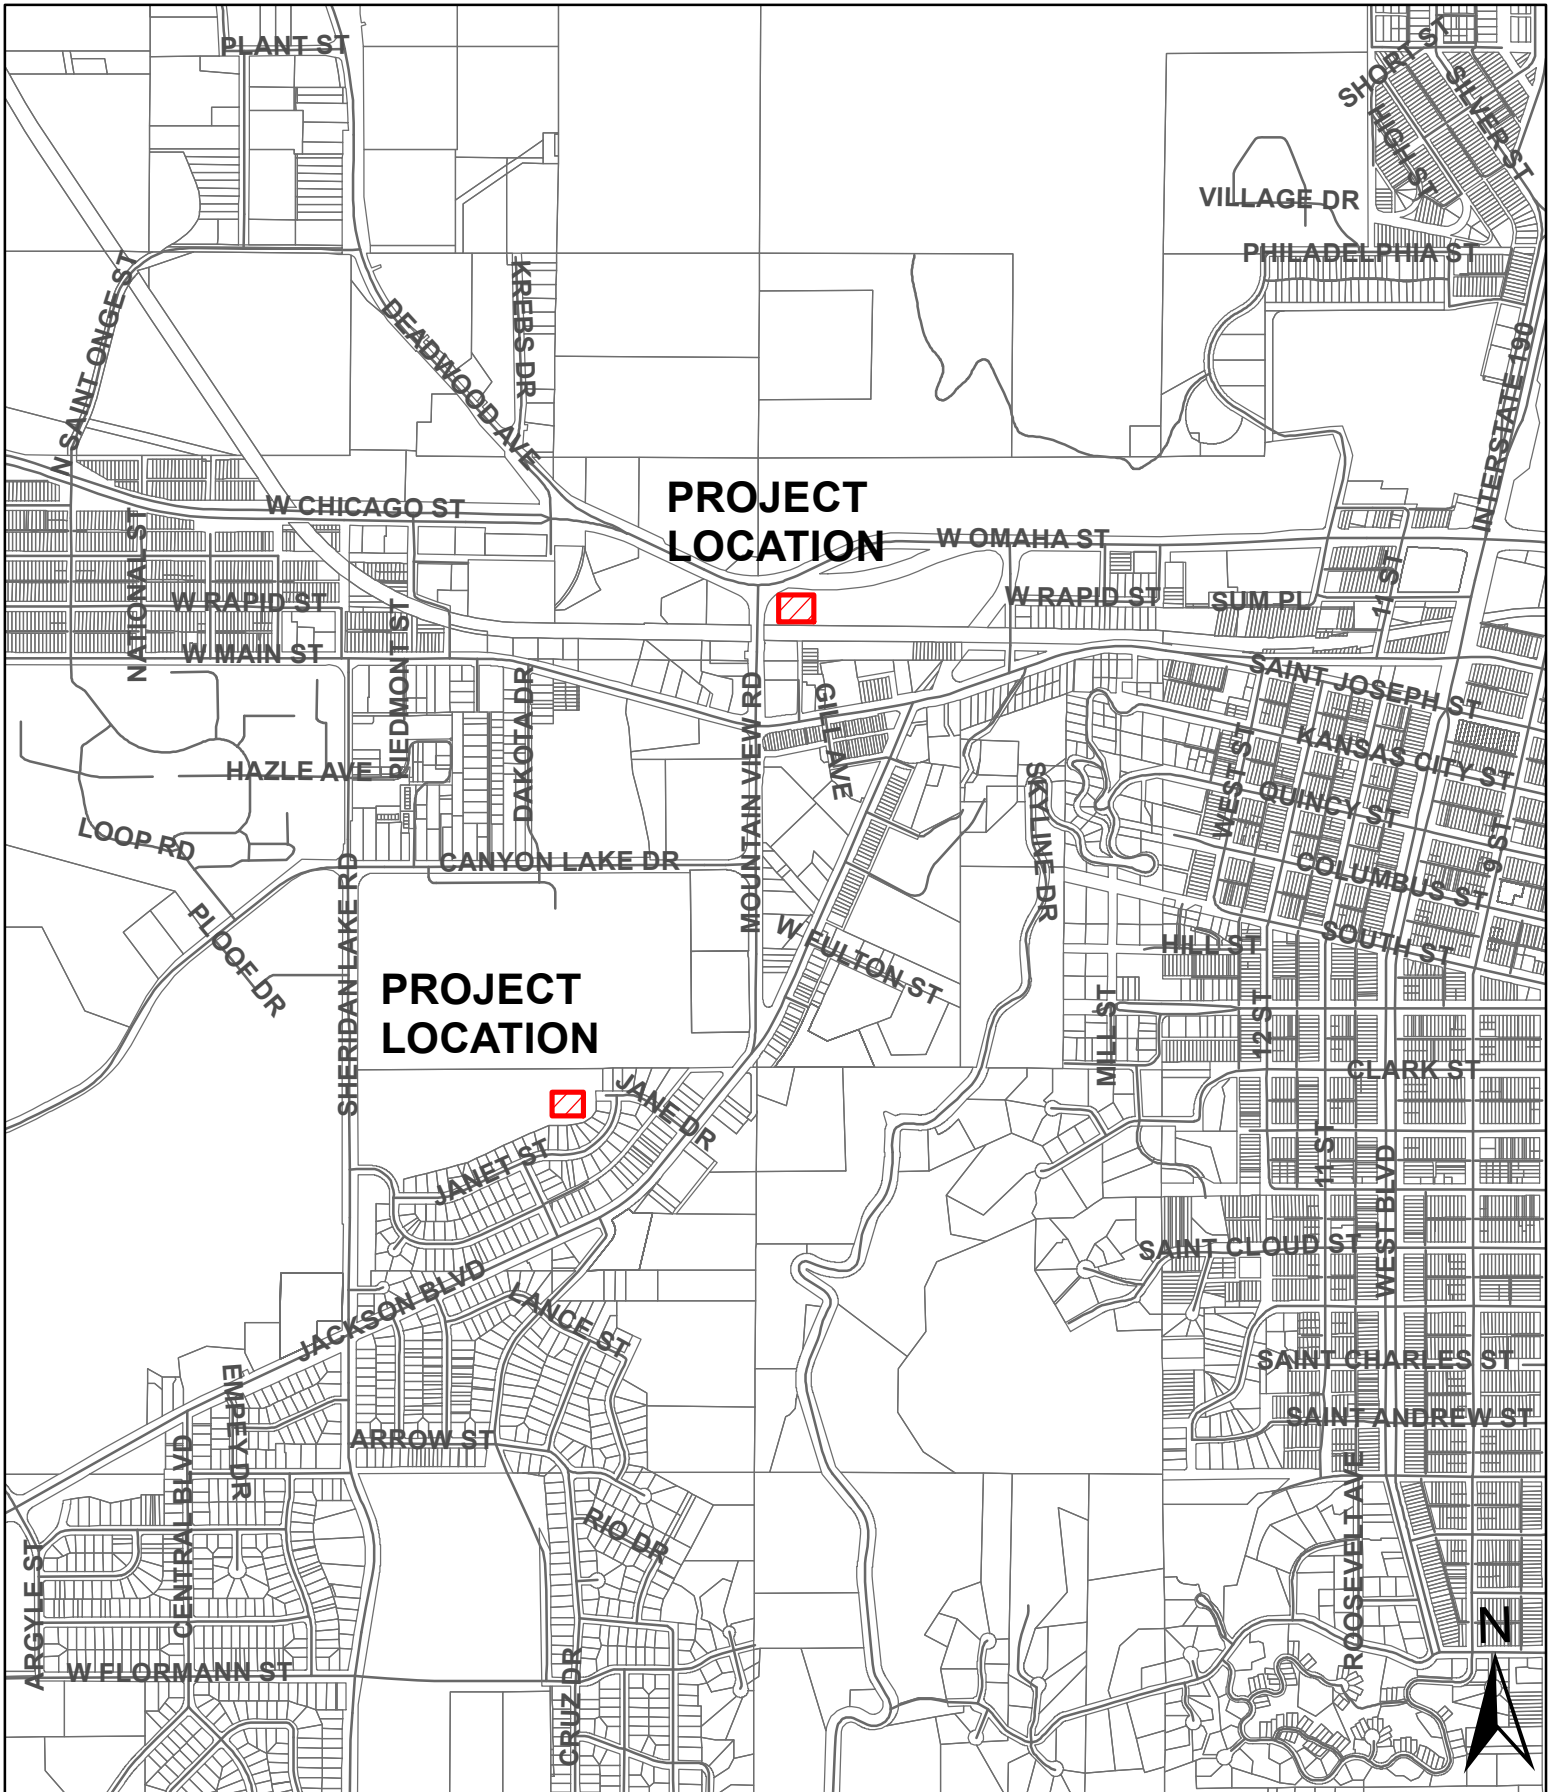 PLANT ST
SHORT ST
SILVER ST
HIGH ST
VILLAGE DR
PHILADELPHIA ST
N SAINT ONGE ST
KREBS DR
DEADWOOD AVE
INTERSTATE 190
PROJECT
LOCATION
W CHICAGO ST
W OMAHA ST
NATIONAL ST
W RAPID ST
W RAPID ST
SUM PL
11 ST
W MAIN ST
PIEDMONT ST
DAKOTA DR
MOUNTAIN VIEW RD
GILL AVE
SAINT JOSEPH ST
KANSAS CITY ST
WEST ST
QUINCY ST
HAZLE AVE
SKYLINE DR
LOOP RD
CANYON LAKE DR
COLUMBUS ST
9 ST
PLOOF DR
SHERIDAN LAKE RD
W FULTON ST
HILL ST
SOUTH ST
PROJECT
LOCATION
MILL ST
12 ST
CLARK ST
JANE DR
JANET ST
11 ST
WEST BLVD
SAINT CLOUD ST
JACKSON BLVD
LANCE ST
SAINT CHARLES ST
EMPEY DR
SAINT ANDREW ST
ARROW ST
CENTRAL BLVD
RIO DR
ROOSEVELT AVE
ARGYLE ST
W FLORMANN ST
CRUZ DR
N